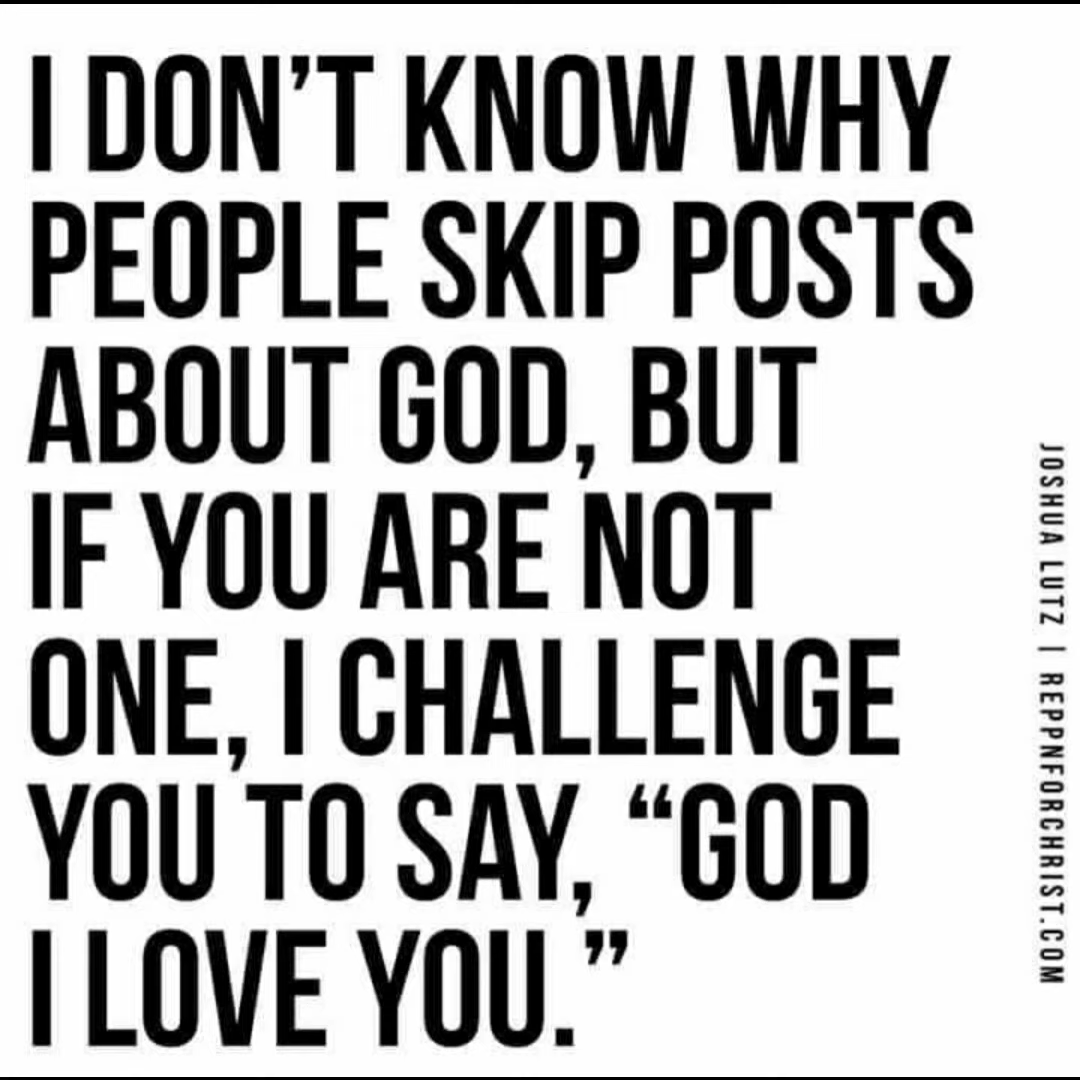 I DON’T KNOW WHY
PEOPLE SKIP POSTS
ABOUT GOD, BUT
IF YOU ARE NOT
ONE, I CHALLENGE
YOU TO SAY, “GOD
I LOVE YOU.”
JOSHUA LUTZ | REPPNFORCHRIST.COM